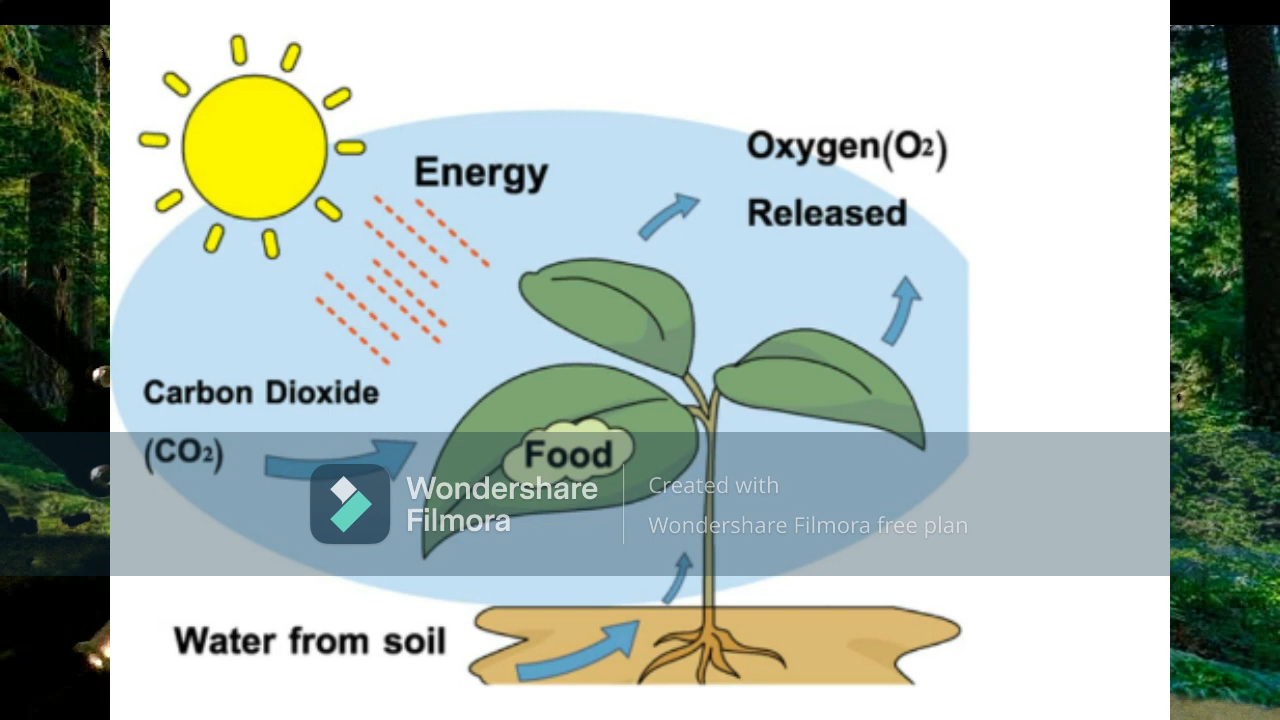 Energy
Oxygen(O2)
Released
Carbon Dioxide
(CO2)
Food
Wondershare
Filmora
Created with
Wondershare Filmora free plan
Water from soil